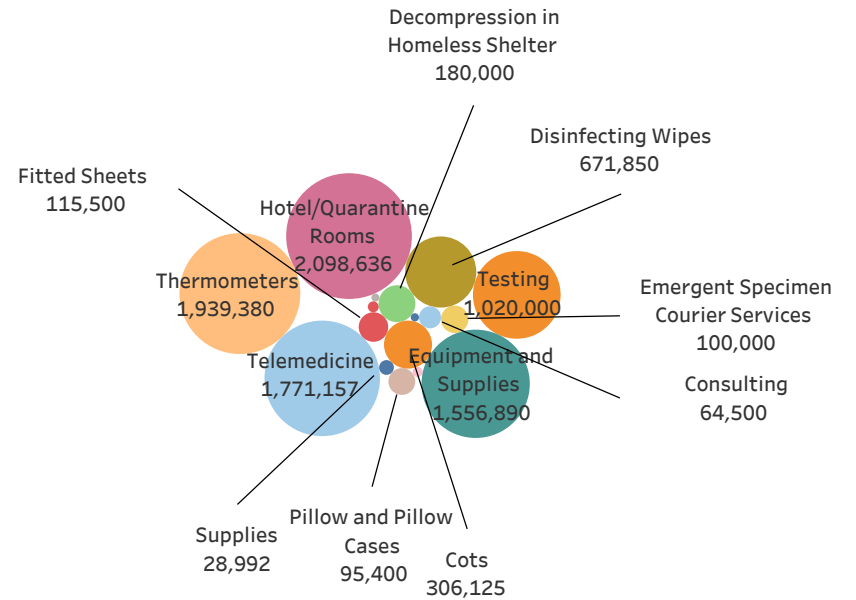 Decompression in
Homeless Shelter
180,000
Disinfecting Wipes
671,850
Fitted Sheets
115,500
Hotel/Quarantine
Rooms
2,098,636
Thermometers
1,939,380
Testing
1,020,000
Emergent Specimen
Courier Services
100,000
Telemedicine
1,771,157
Equipment and
Supplies
1,556,890
Consulting
64,500
Supplies
28,992
Pillow and Pillow
Cases
95,400
Cots
306,125